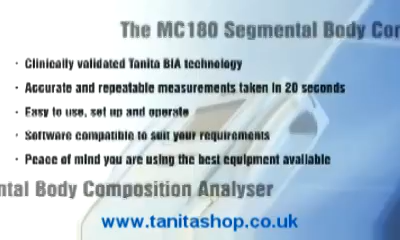 The MC180 Segmental Body Co
· Clinically validated Tanita BIA technology
· Accurate and repeatable measurements taken in 20 seconds
· Easy to use, set up and operate
· Software compatible to suit your requirements
· Peace of mind you are using the best equipment available
ntal Body Composition Analyser
www.tanitashop.co.uk